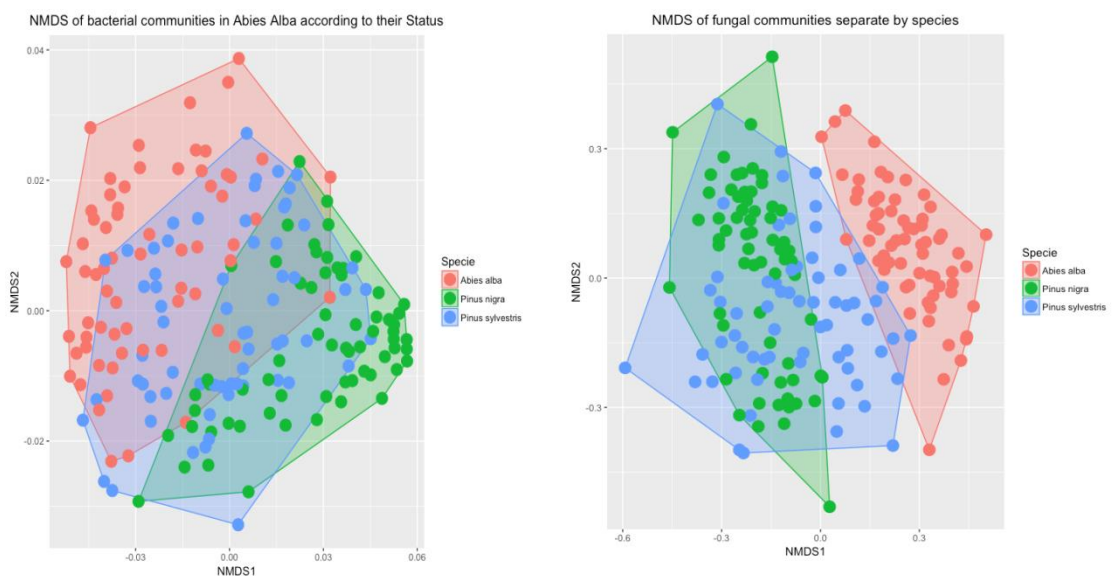 NMDS of bacterial communities in Abies Alba according to their Status
0.04
0.02
0.00
-0.02
NMDS2
-0.03
0.00
0.03
0.06
NMDS1
Specie
Abies alba
Pinus nigra
Pinus sylvestris
NMDS of fungal communities separate by species
0.3
0.0
-0.3
NMDS2
-0.6
-0.3
0.0
0.3
NMDS1
Specie
Abies alba
Pinus nigra
Pinus sylvestris